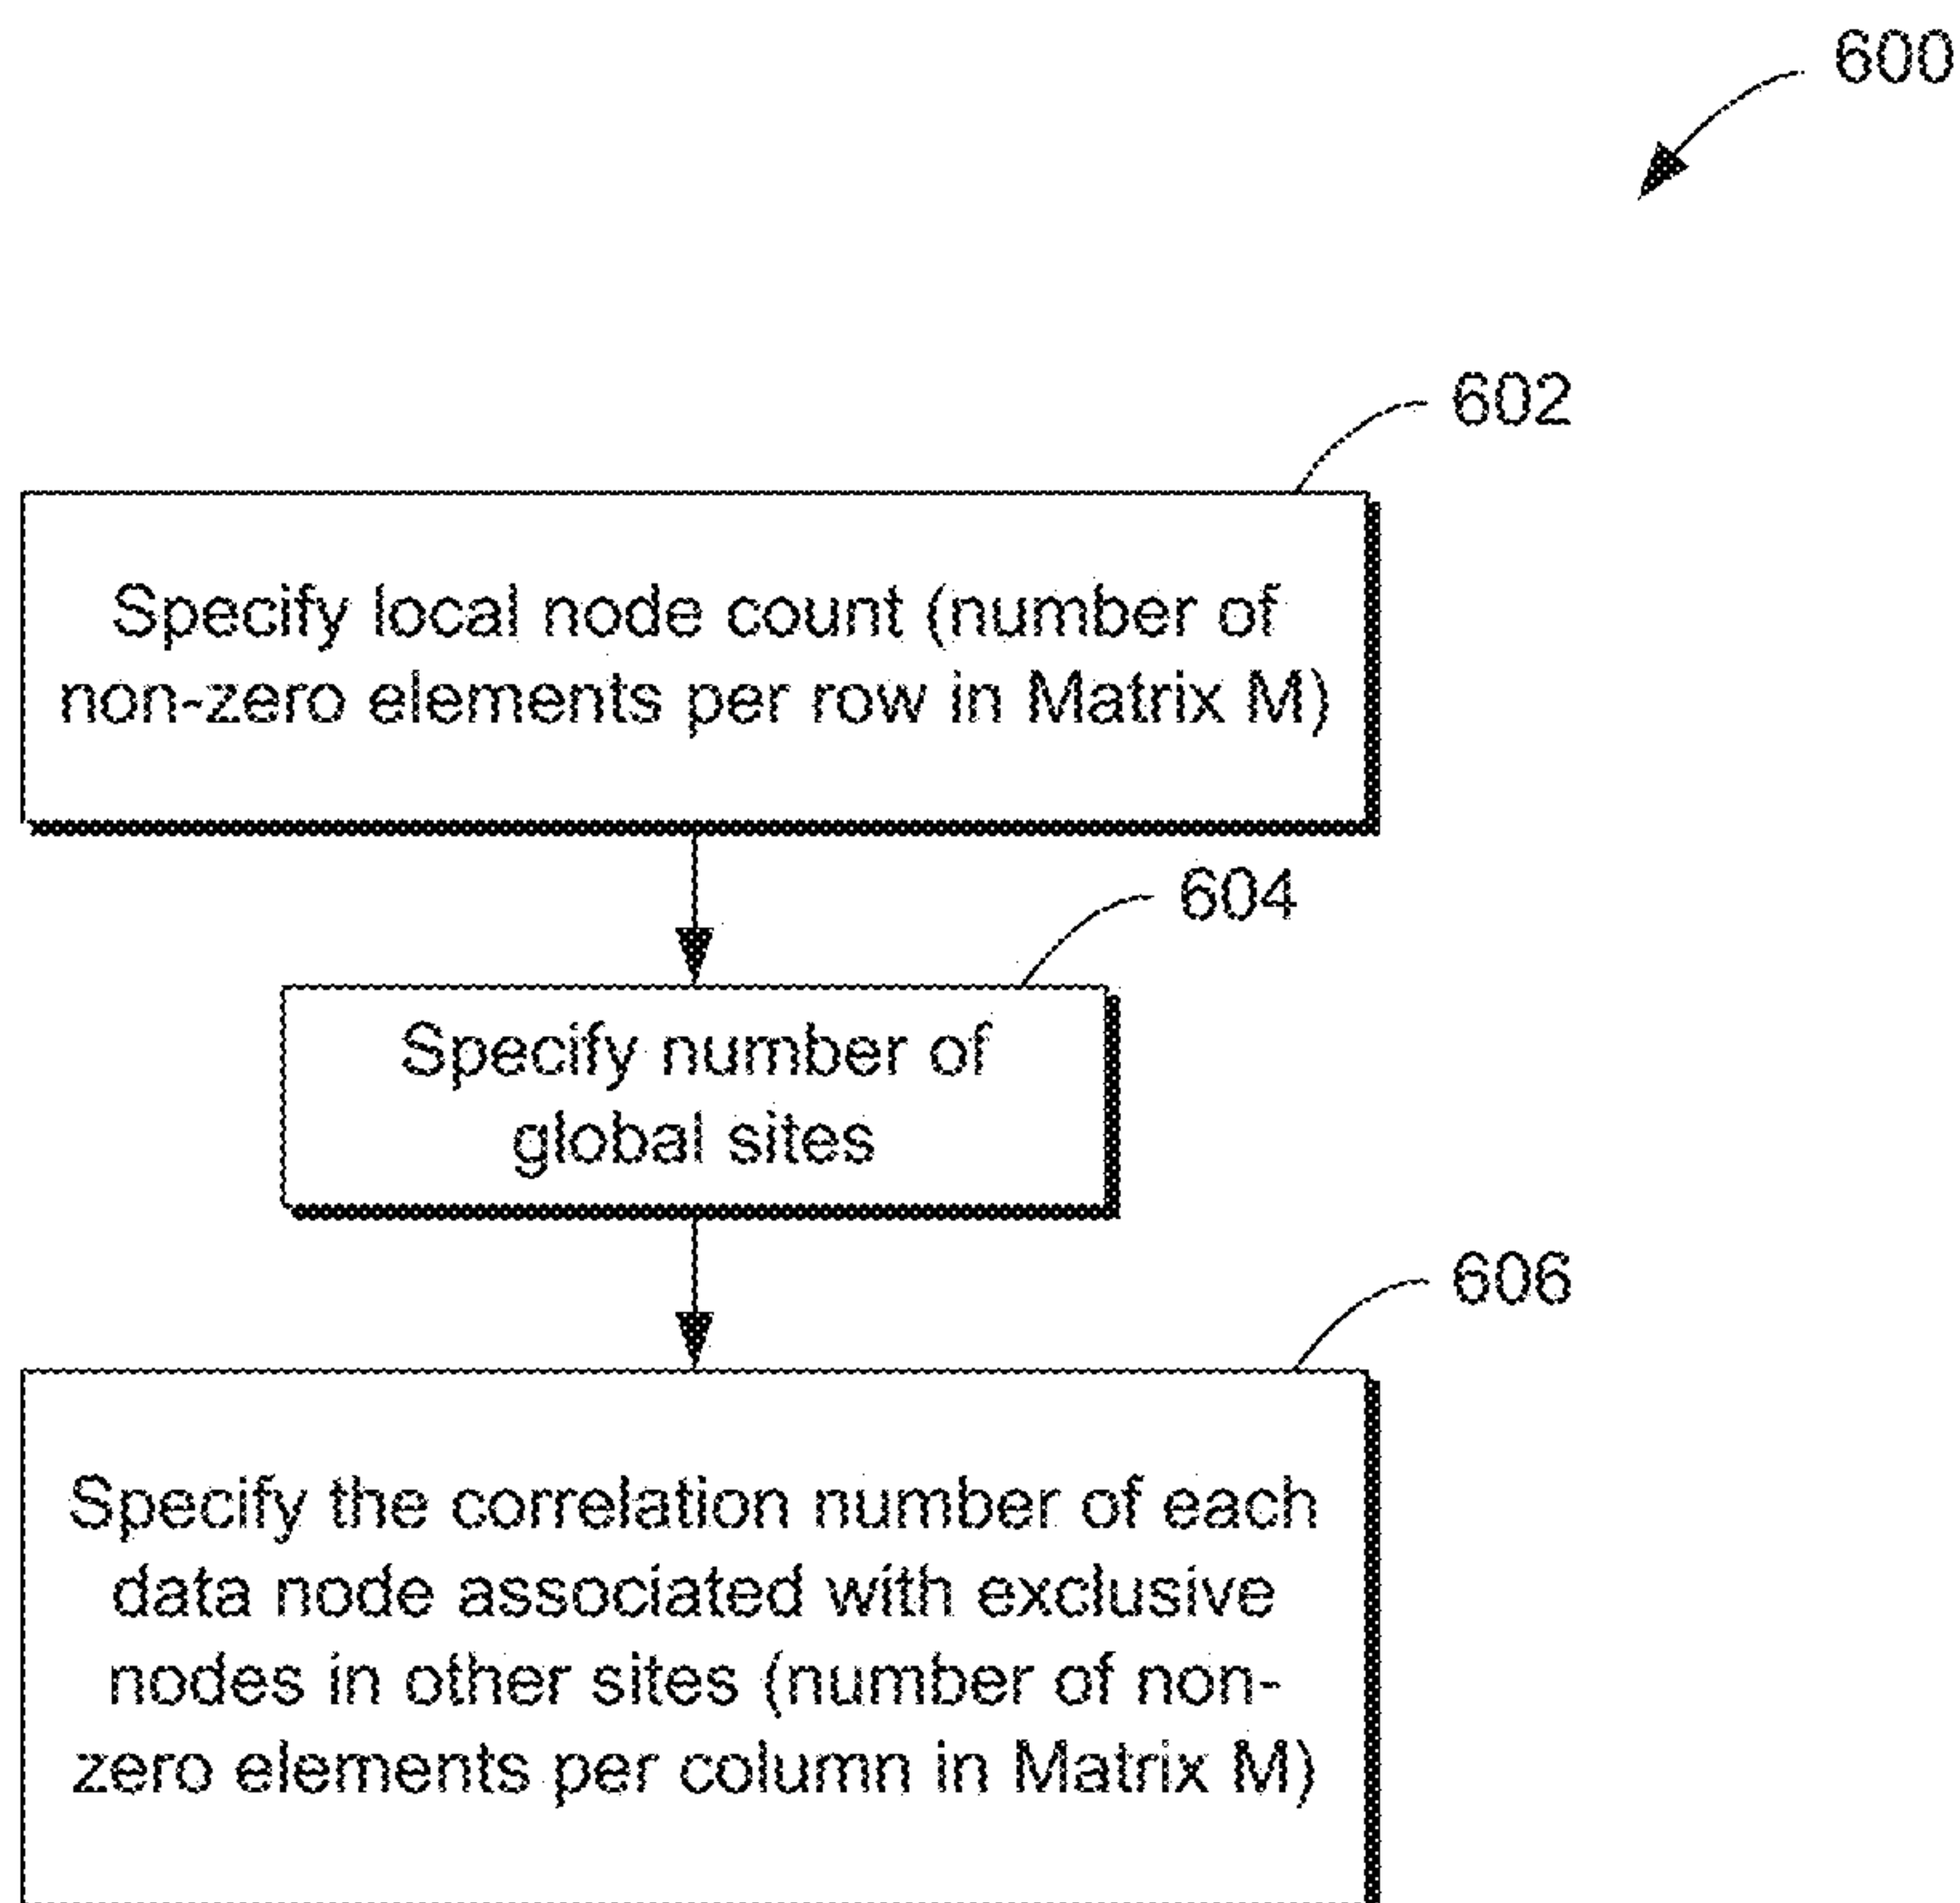 600
602
Specify local node count (number of
non-zero elements per row in Matrix M)
604
Specify number of
global sites
606
Specify the correlation number of each
data node associated with exclusive
nodes in other sites (number of non-
zero elements per column in Matrix M)